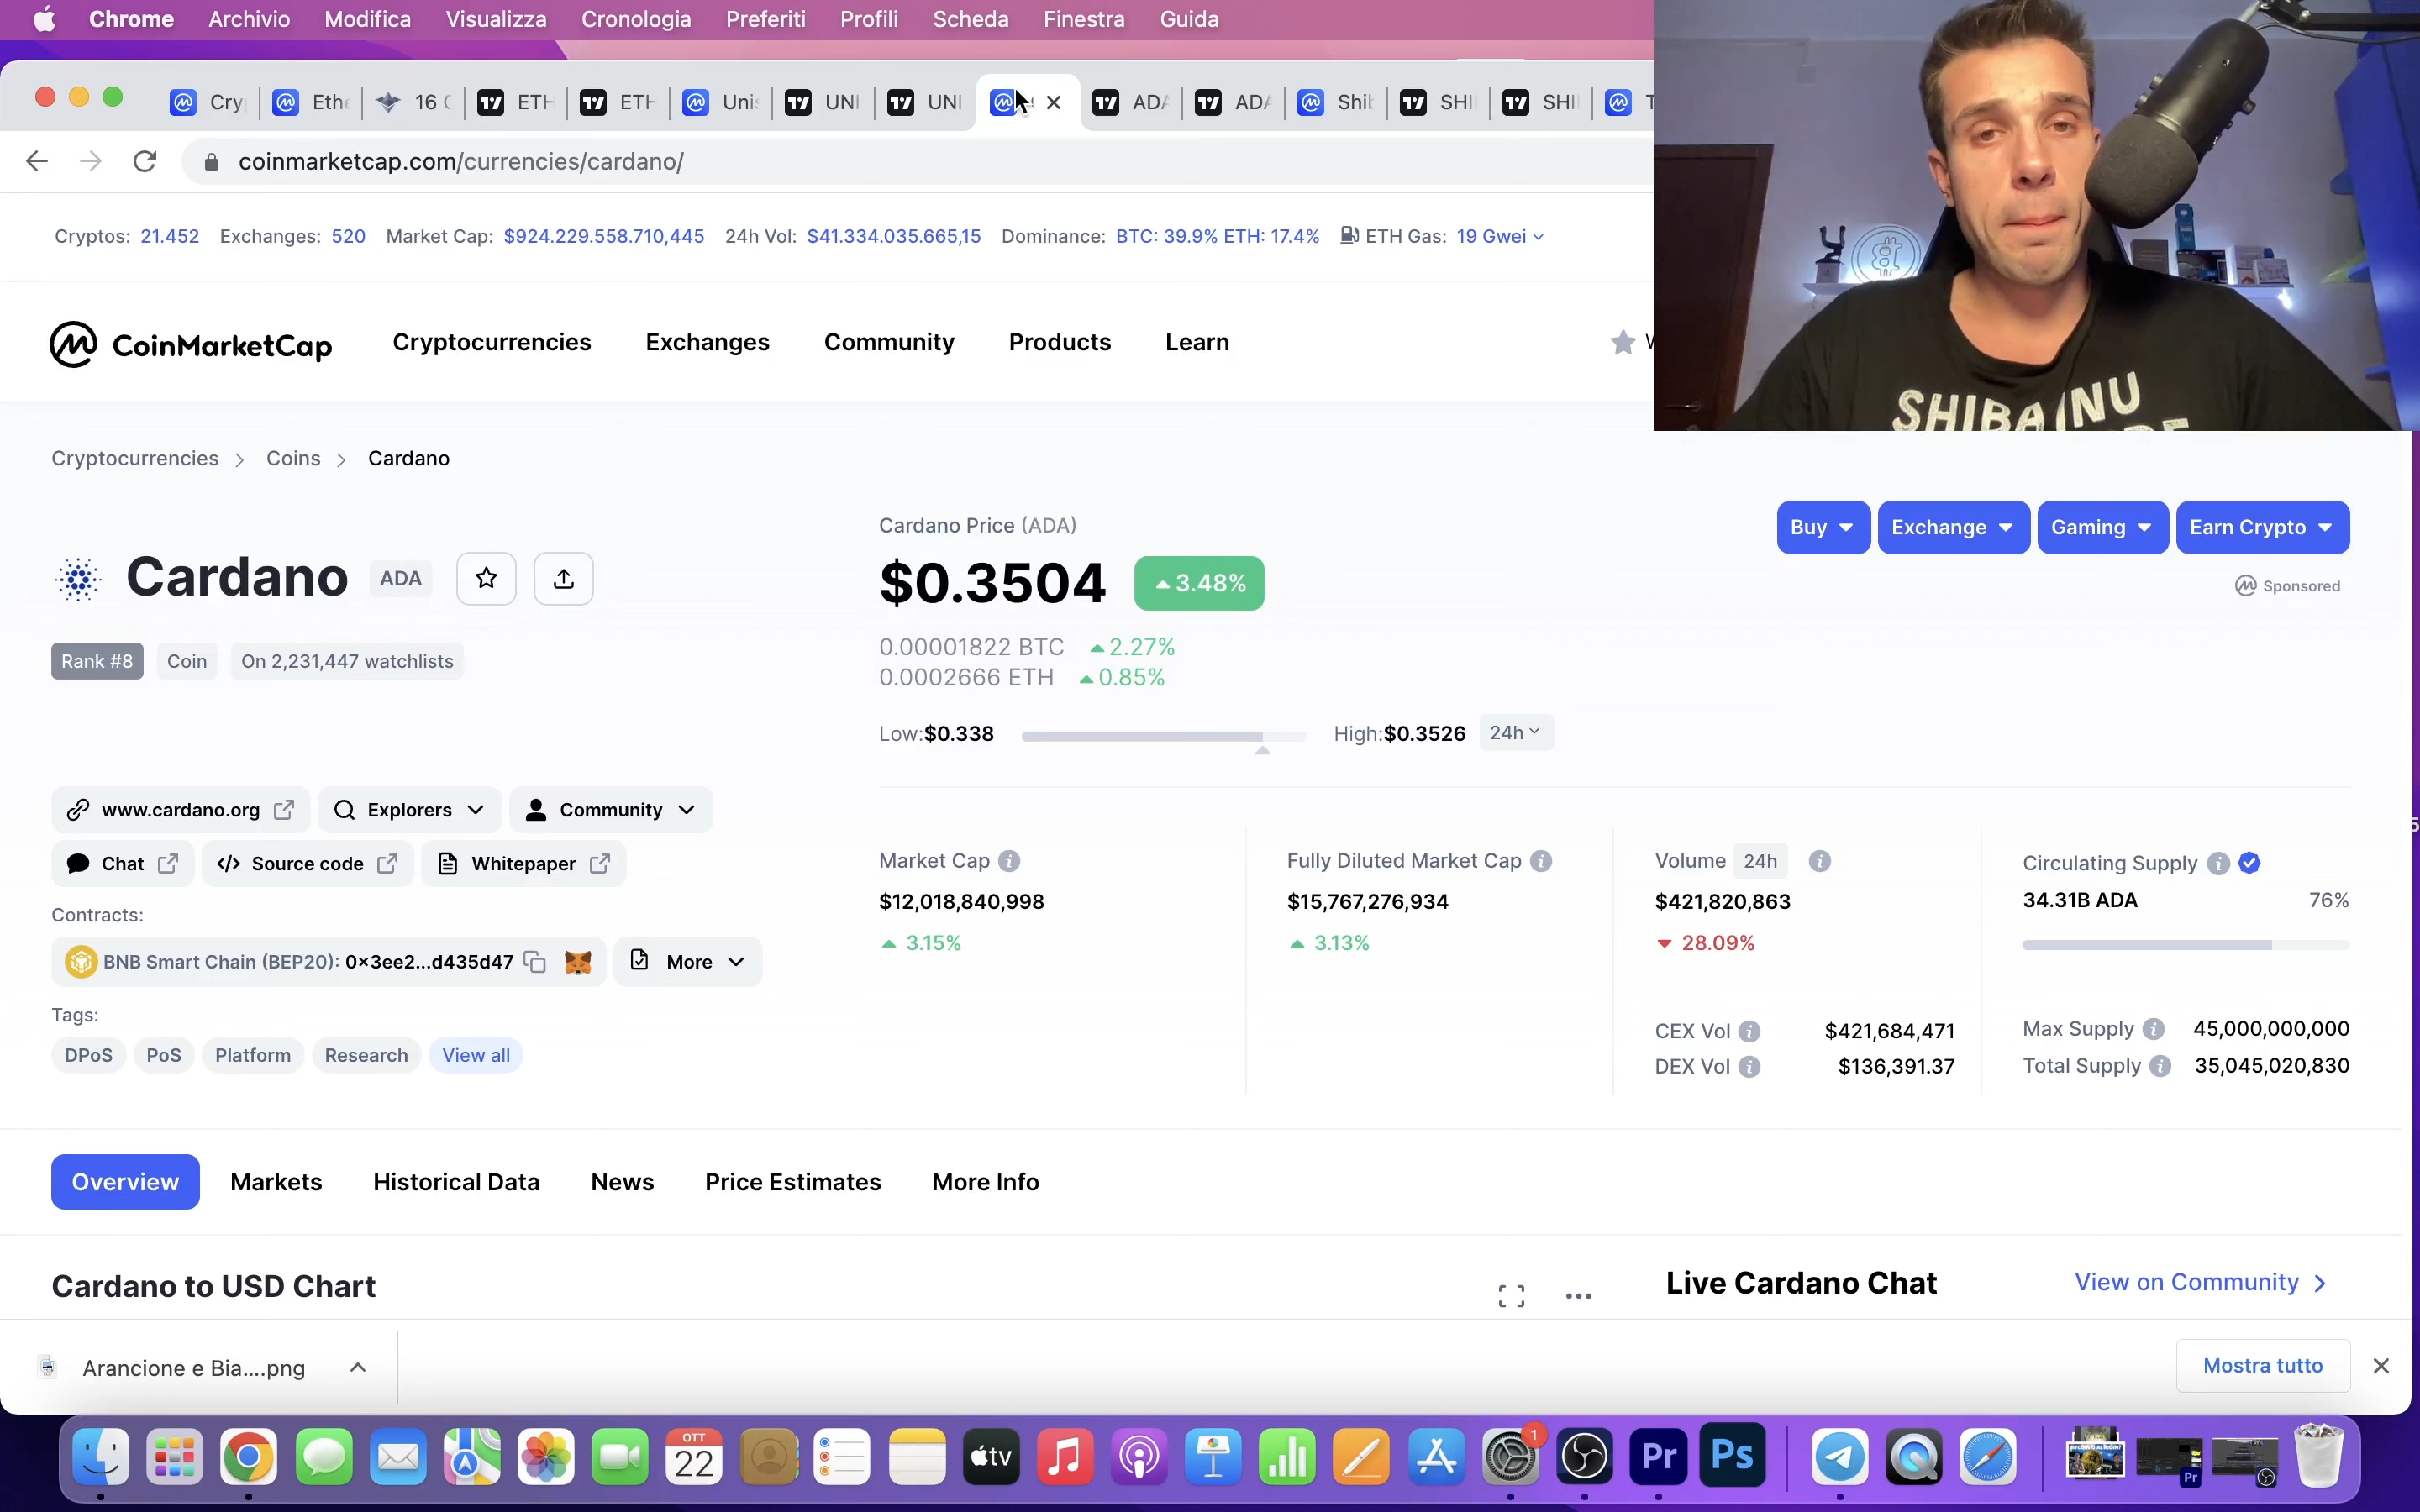 Chrome Archivio Modifica Visualizza Cronologia Preferiti Profili Scheda Finestra Guida
Cry Eth 16 ETH ETH Uni UNI UNI ADA ADA Shib SHI SHI T
coinmarketcap.com/currencies/cardano/
Cryptos: 21.452 Exchanges: 520 Market Cap: $924.229.558.710,445 24h Vol: $41.334.035.665,15 Dominance: BTC: 39.9% ETH: 17.4% ETH Gas: 19 Gwei
CoinMarketCap Cryptocurrencies Exchanges Community Products Learn
SHIBA INU
Cryptocurrencies > Coins > Cardano
Cardano Price (ADA)
Buy Exchange Gaming Earn Crypto
Cardano ADA
$0.3504 3.48%
Sponsored
0.00001822 BTC 2.27%
Rank #8 Coin On 2,231,447 watchlists
0.0002666 ETH 0.85%
Low:$0.338 High:$0.3526 24h
www.cardano.org Explorers Community
Chat Source code Whitepaper
Contracts:
BNB Smart Chain (BEP20): 0x3ee2...d435d47 More
Tags:
DPoS PoS Platform Research View all
Market Cap
$12,018,840,998
3.15%
Fully Diluted Market Cap
$15,767,276,934
3.13%
Volume 24h
$421,820,863
28.09%
CEX Vol $421,684,471
DEX Vol $136,391.37
Circulating Supply
34.31B ADA 76%
Max Supply 45,000,000,000
Total Supply 35,045,020,830
Overview Markets Historical Data News Price Estimates More Info
Cardano to USD Chart
Live Cardano Chat View on Community >
Arancione e Bia....png
Mostra tutto
OTT
22
tv
1
Pr
Ps
Pr